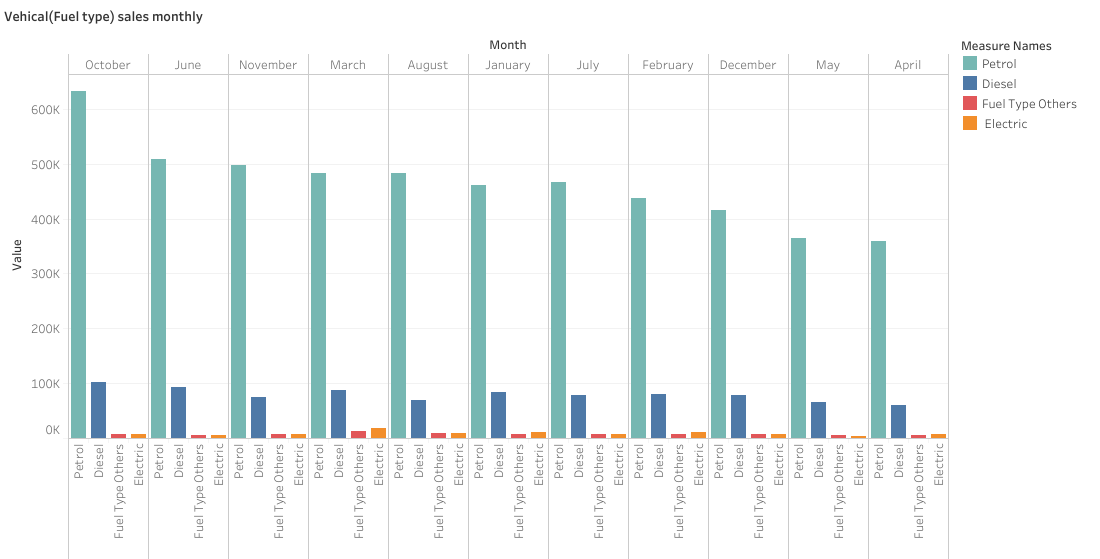 Vehical(Fuel type) sales monthly
Month
October June November March August January July February December May April
Value
600K
500K
400K
300K
200K
100K
0K
Petrol Diesel Fuel Type Others Electric Petrol Diesel Fuel Type Others Electric Petrol Diesel Fuel Type Others Electric Petrol Diesel Fuel Type Others Electric Petrol Diesel Fuel Type Others Electric Petrol Diesel Fuel Type Others Electric Petrol Diesel Fuel Type Others Electric Petrol Diesel Fuel Type Others Electric Petrol Diesel Fuel Type Others Electric Petrol Diesel Fuel Type Others Electric Petrol Diesel Fuel Type Others Electric
Measure Names
Petrol
Diesel
Fuel Type Others
Electric